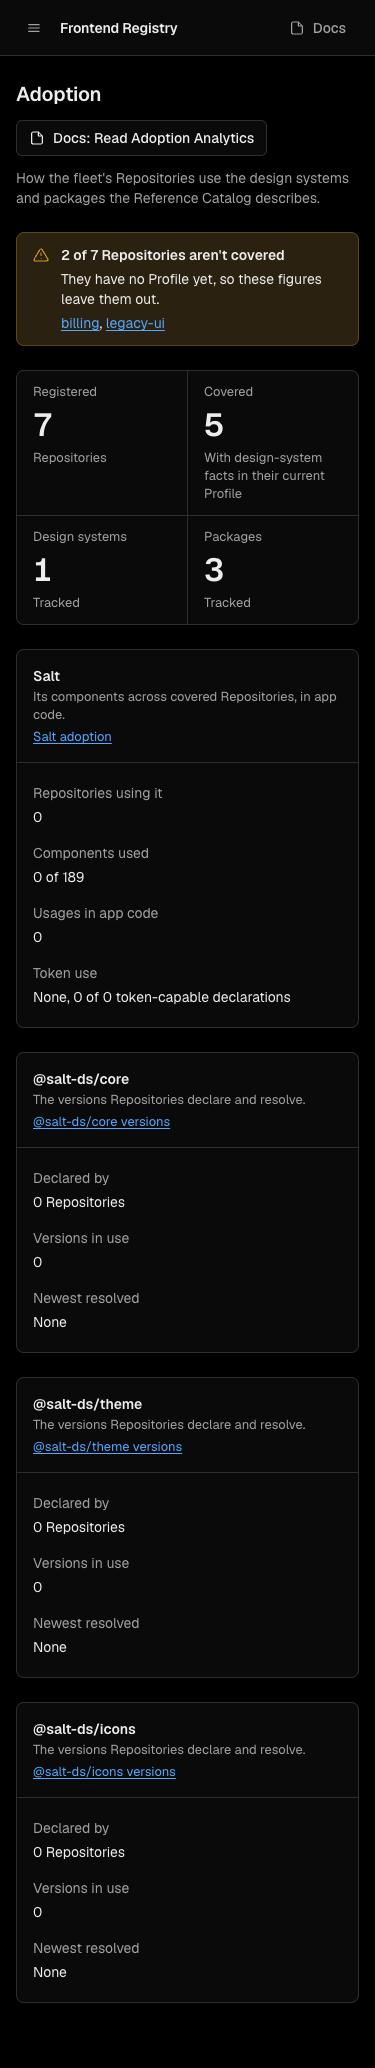 Frontend Registry
Docs
Adoption
Docs: Read Adoption Analytics
How the fleet's Repositories use the design systems
and packages the Reference Catalog describes.
2 of 7 Repositories aren't covered
They have no Profile yet, so these figures
leave them out.
billing, legacy-ui
Registered
7
Repositories
Covered
5
With design-system
facts in their current
Profile
Design systems
1
Tracked
Packages
3
Tracked
Salt
Its components across covered Repositories, in app
code.
Salt adoption
Repositories using it
0
Components used
0 of 189
Usages in app code
0
Token use
None, 0 of 0 token-capable declarations
@salt-ds/core
The versions Repositories declare and resolve.
@salt-ds/core versions
Declared by
0 Repositories
Versions in use
0
Newest resolved
None
@salt-ds/theme
The versions Repositories declare and resolve.
@salt-ds/theme versions
Declared by
0 Repositories
Versions in use
0
Newest resolved
None
@salt-ds/icons
The versions Repositories declare and resolve.
@salt-ds/icons versions
Declared by
0 Repositories
Versions in use
0
Newest resolved
None